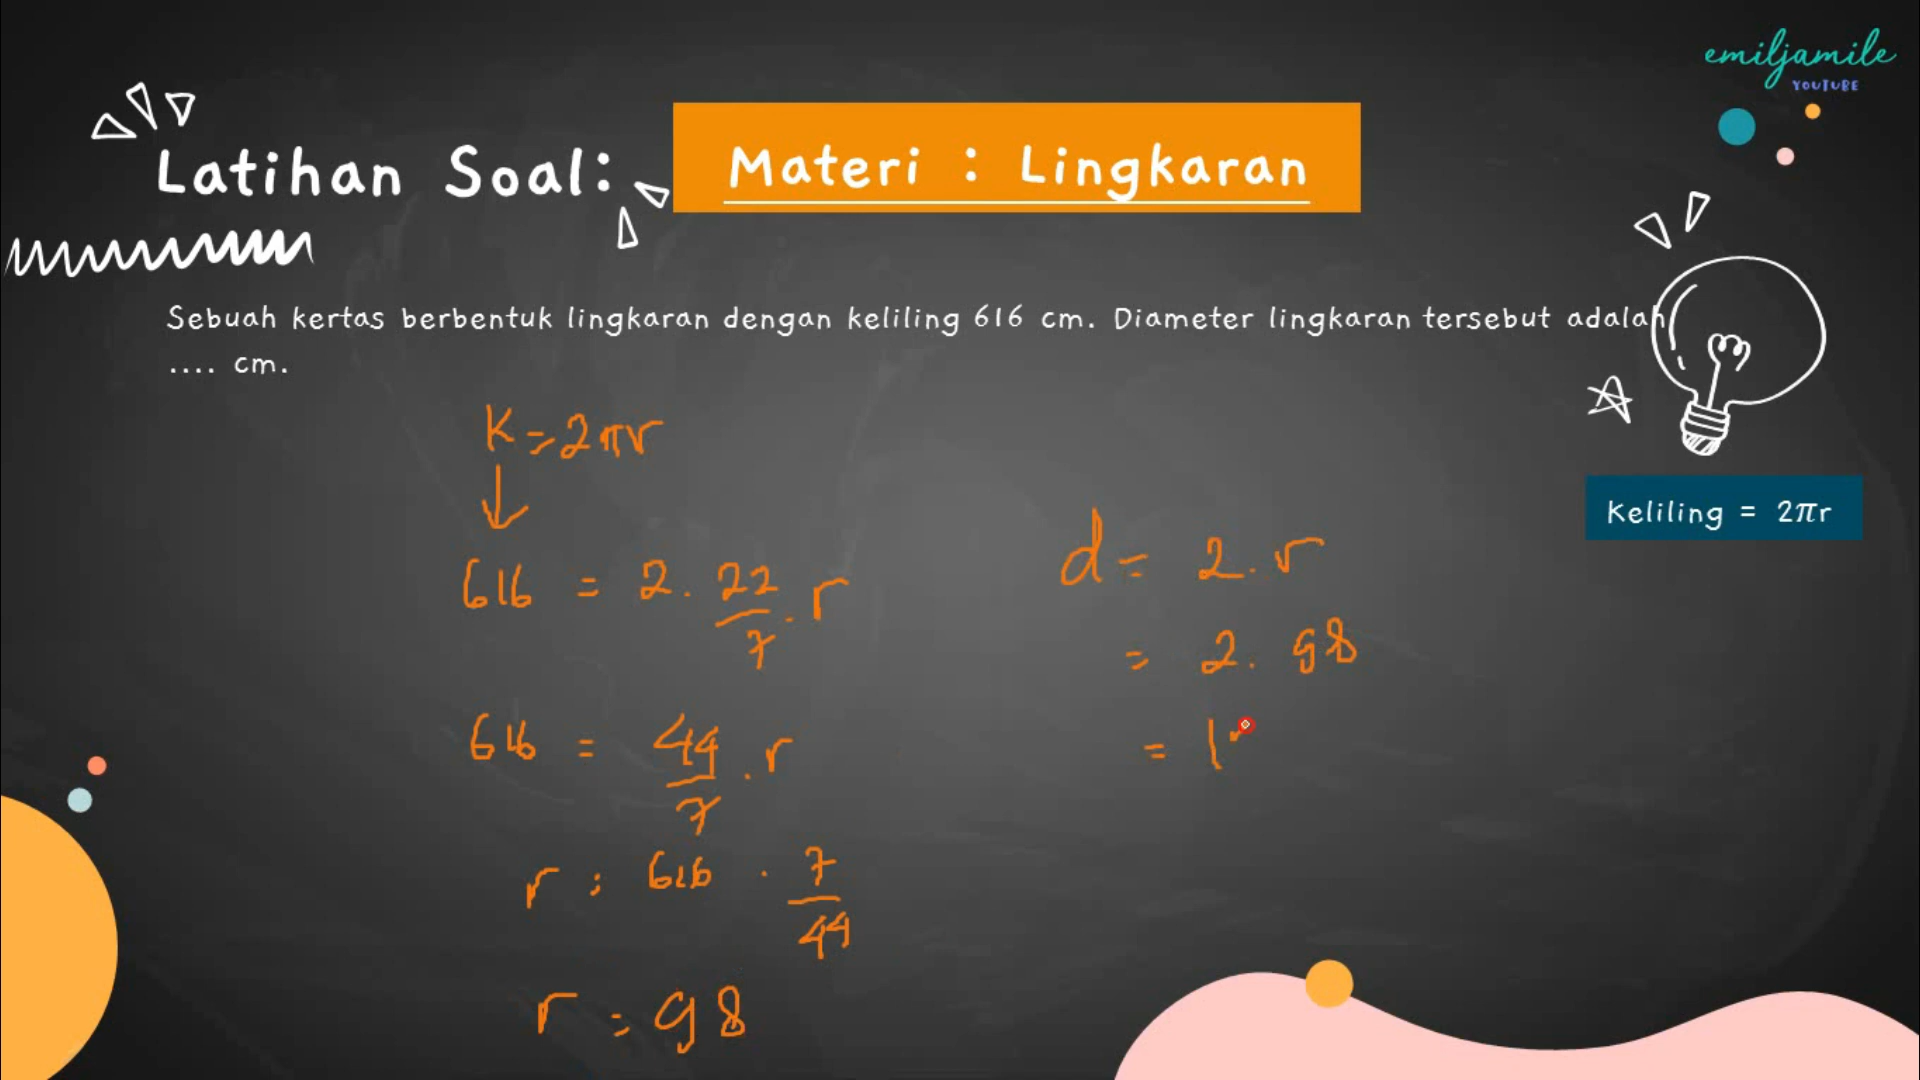 emiljamile
YOUTUBE
Latihan Soal:
Materi : Lingkaran
Sebuah kertas berbentuk lingkaran dengan keliling 616 cm. Diameter lingkaran tersebut adalah
.... cm.
Keliling = 2πr
K = 2πr
616 = 2 . 22/7 . r
616 = 44/7 . r
r = 616 . 7/44
r = 98
d = 2 . r
= 2 . 98
= 1